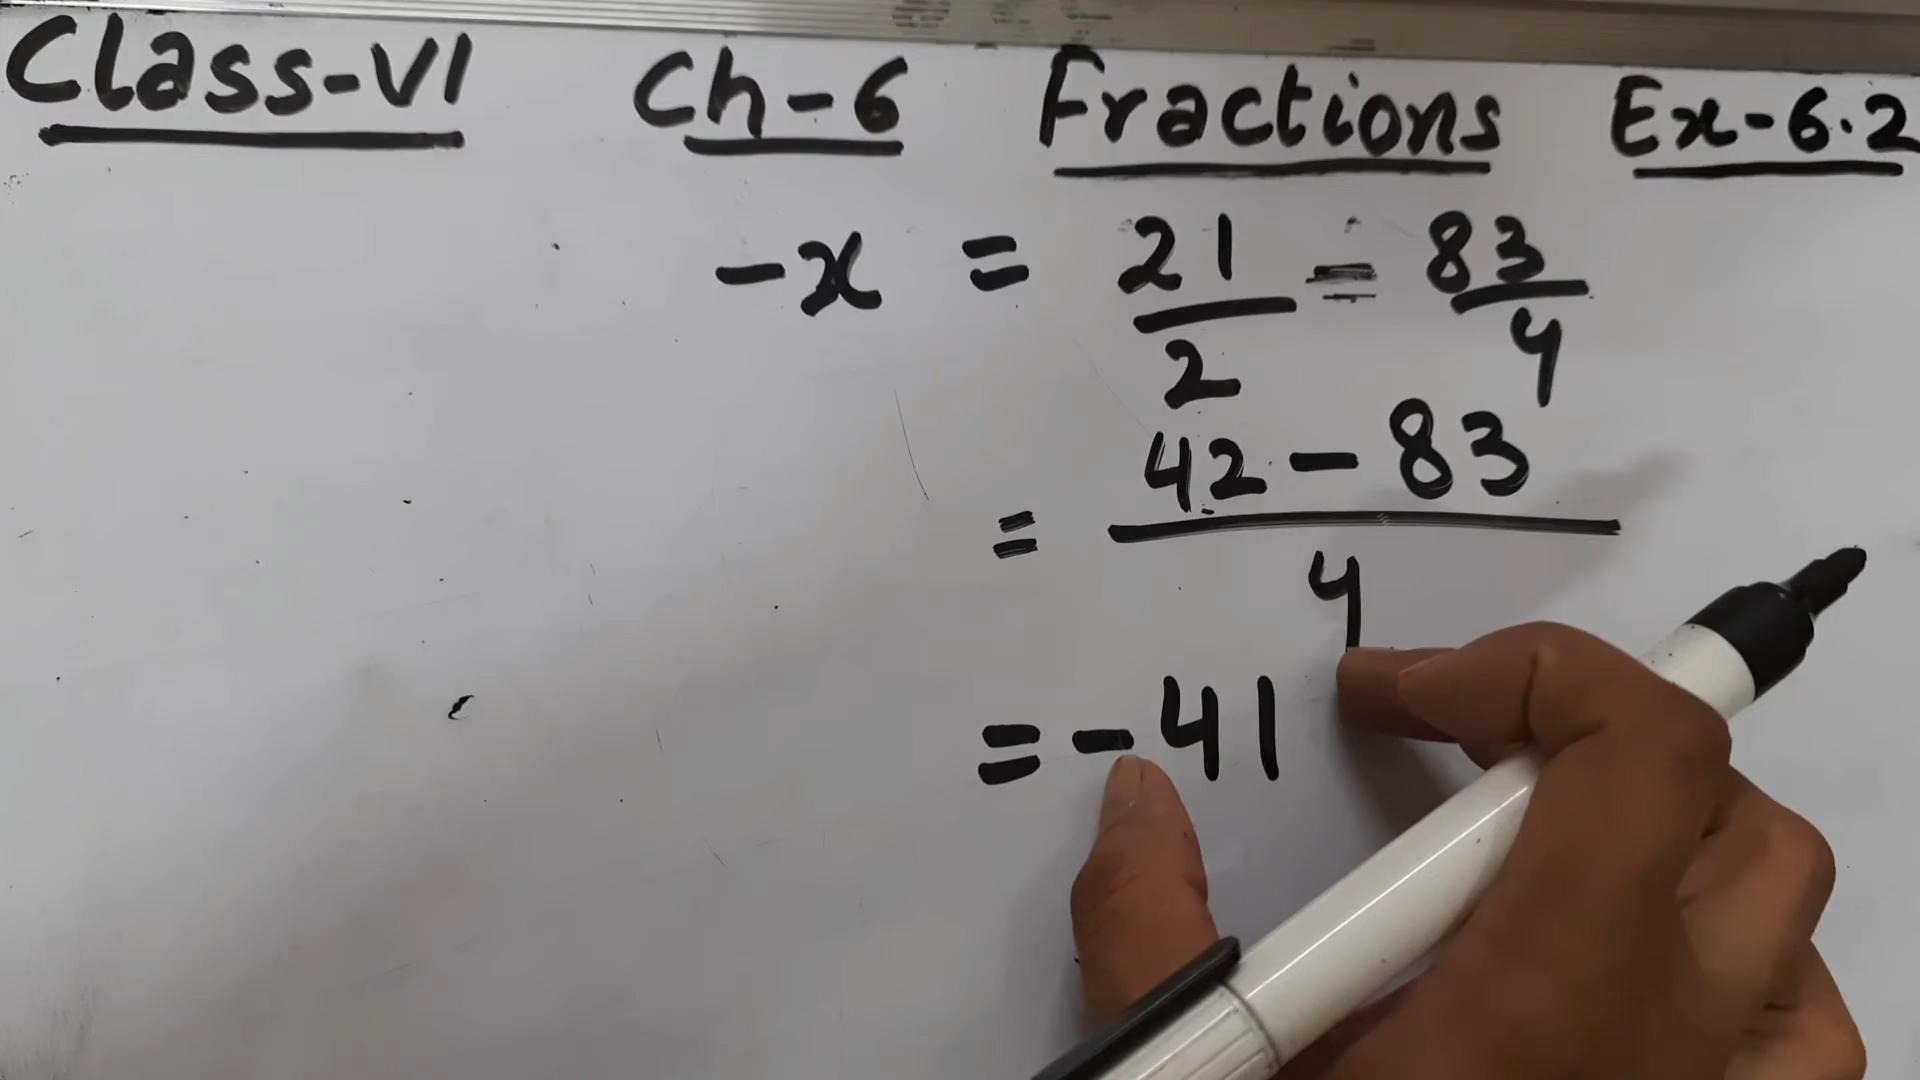 Class-VI Ch-6 Fractions Ex-6.2
-x = 21/2 - 83/4
= 42-83/4
= -41